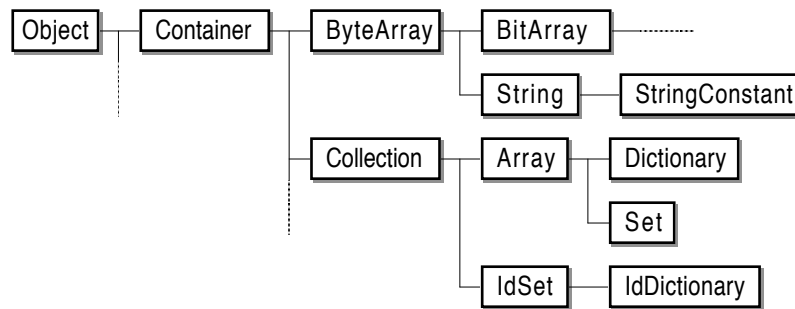 Object
Container
ByteArray
BitArray
String
StringConstant
Collection
Array
Dictionary
Set
IdSet
IdDictionary